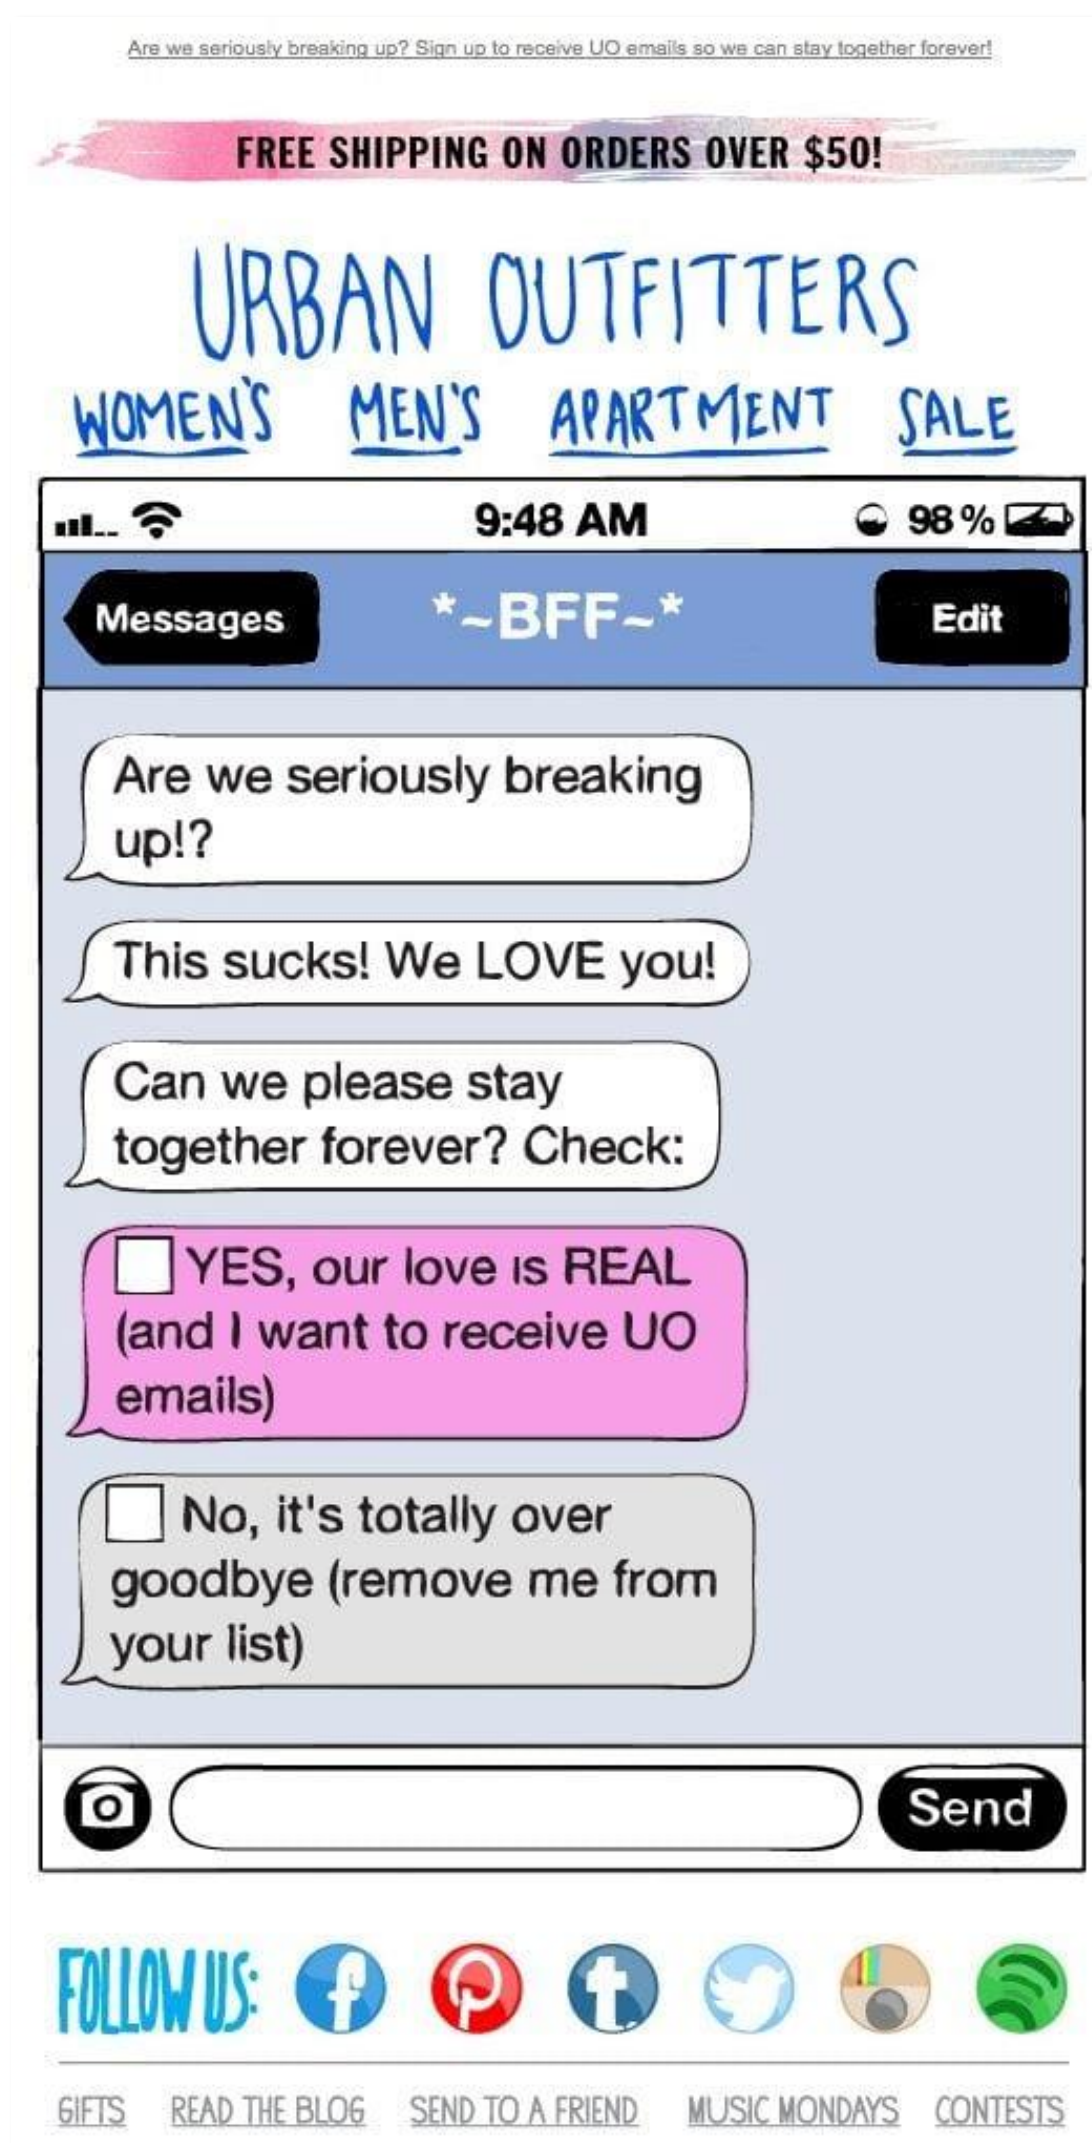 Are we seriously breaking up? Sign up to receive UO emails so we can stay together forever!
FREE SHIPPING ON ORDERS OVER $50!
URBAN OUTFITTERS
WOMEN'S MEN'S APARTMENT SALE
9:48 AM 98%
Messages *~BFF~* Edit
Are we seriously breaking
up!?
This sucks! We LOVE you!
Can we please stay
together forever? Check:
YES, our love is REAL
(and I want to receive UO
emails)
No, it's totally over
goodbye (remove me from
your list)
Send
FOLLOW US:
GIFTS READ THE BLOG SEND TO A FRIEND MUSIC MONDAYS CONTESTS